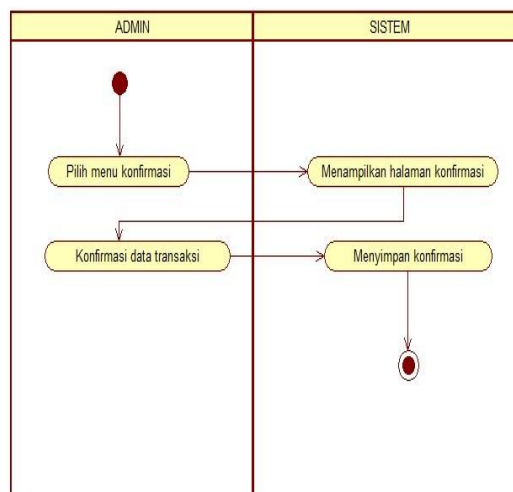 ADMIN
SISTEM
Pilih menu konfirmasi
Menampilkan halaman konfirmasi
Konfirmasi data transaksi
Menyimpan konfirmasi